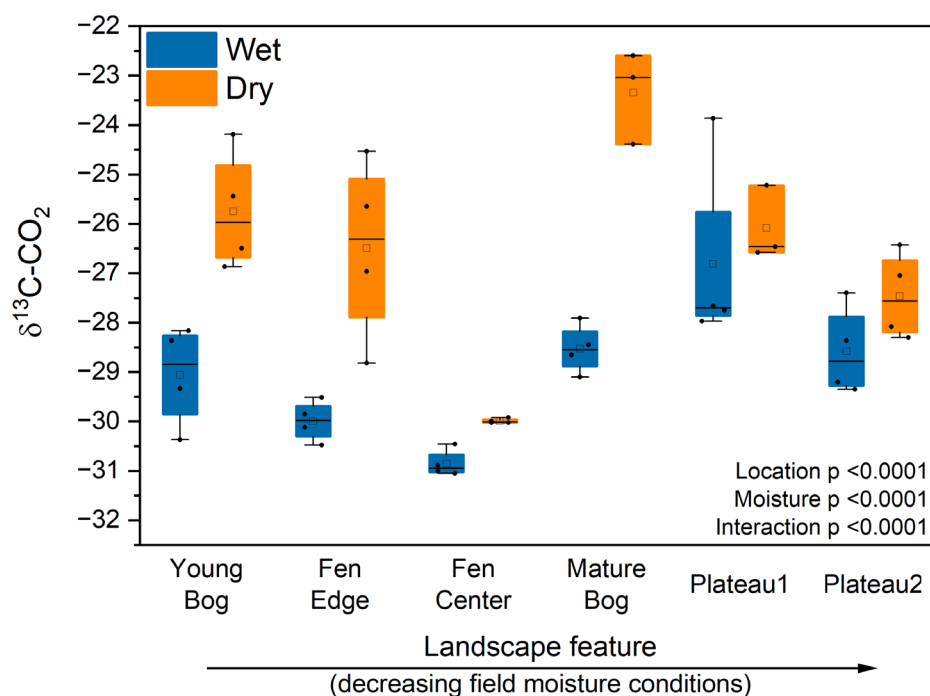 −22
−23
−24
−25
−26
−27
−28
−29
−30
−31
−32
δ¹³C-CO₂
Wet
Dry
Location p <0.0001
Moisture p <0.0001
Interaction p <0.0001
Young
Bog
Fen
Edge
Fen
Center
Mature
Bog
Plateau1
Plateau2
Landscape feature
(decreasing field moisture conditions)